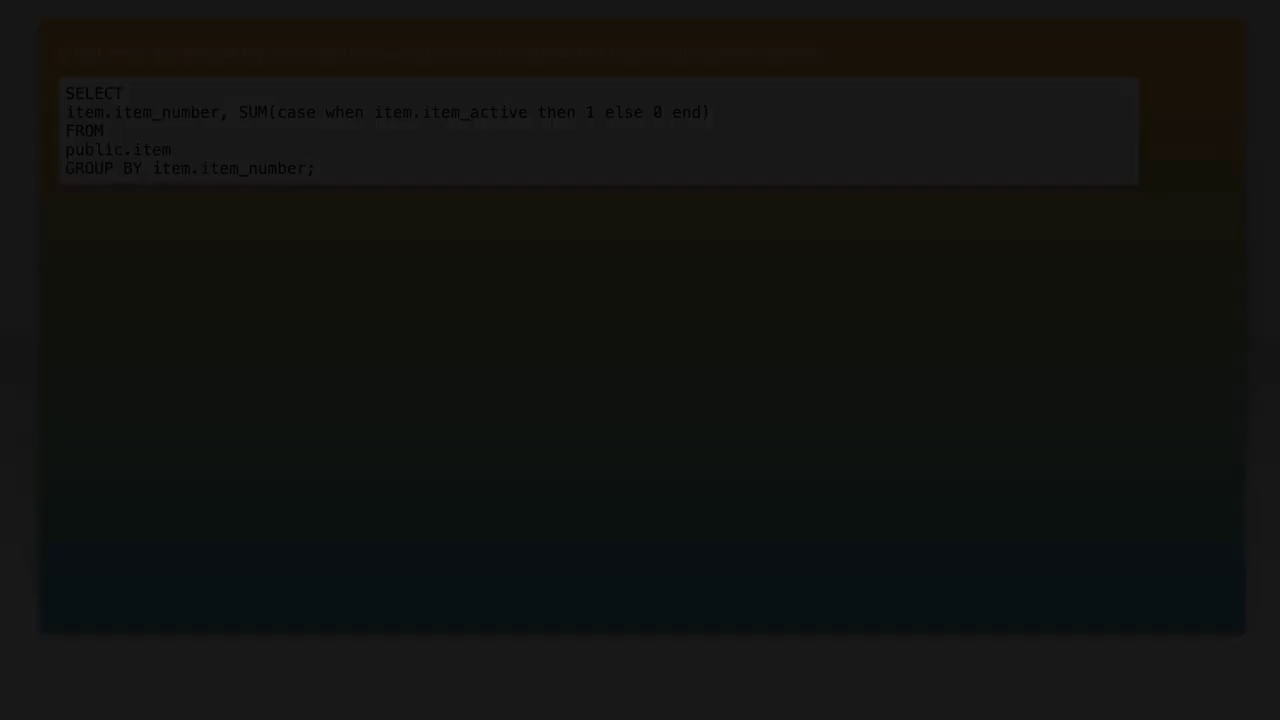 SELECT
item.item_number, SUM(case when item.item_active then 1 else 0 end)
FROM
public.item
GROUP BY item.item_number;